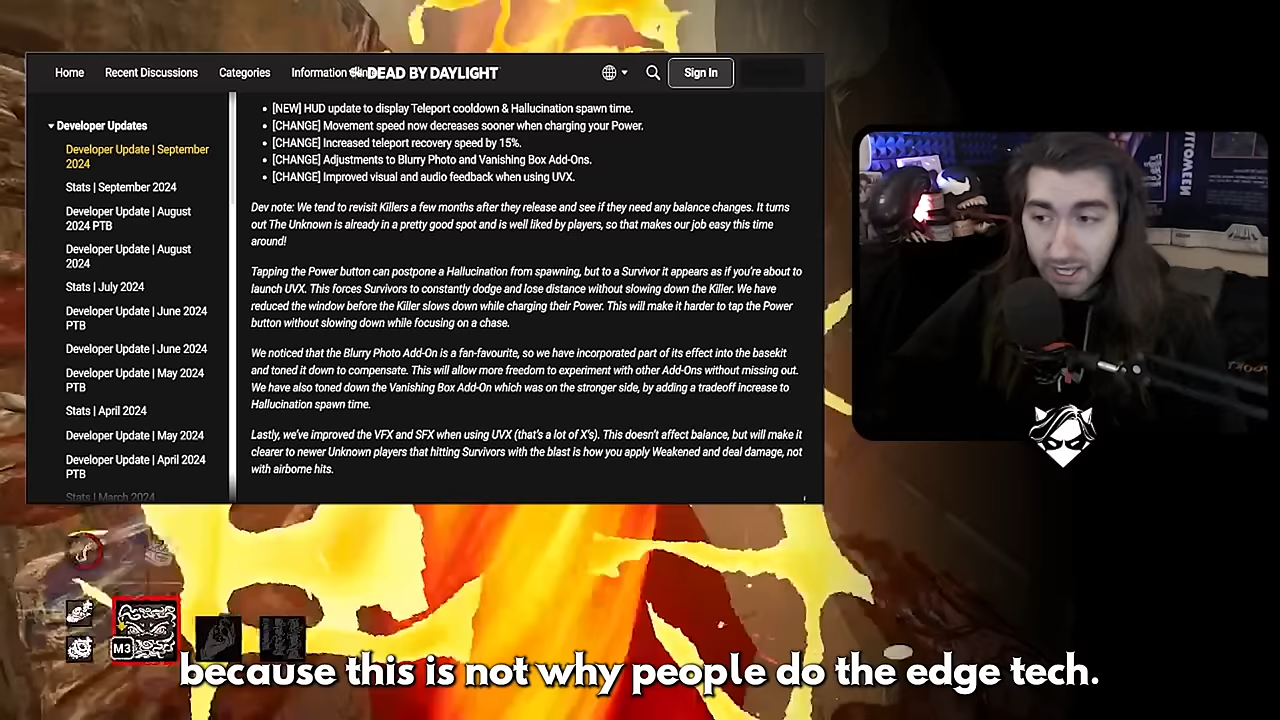 Home
Recent Discussions
Categories
Information
DEAD BY DAYLIGHT
Sign In
Developer Updates
Developer Update | September
2024
Stats | September 2024
Developer Update | August
2024 PTB
Developer Update | August
2024
Stats | July 2024
Developer Update | June 2024
PTB
Developer Update | June 2024
Developer Update | May 2024
PTB
Stats | April 2024
Developer Update | May 2024
Developer Update | April 2024
PTB
Stats | March 2024
• [NEW] HUD update to display Teleport cooldown & Hallucination spawn time.
• [CHANGE] Movement speed now decreases sooner when charging your Power.
• [CHANGE] Increased teleport recovery speed by 15%.
• [CHANGE] Adjustments to Blurry Photo and Vanishing Box Add-Ons.
• [CHANGE] Improved visual and audio feedback when using UVX.
Dev note: We tend to revisit Killers a few months after they release and see if they need any balance changes. It turns
out The Unknown is already in a pretty good spot and is well liked by players, so that makes our job easy this time
around!
Tapping the Power button can postpone a Hallucination from spawning, but to a Survivor it appears as if you're about to
launch UVX. This forces Survivors to constantly dodge and lose distance without slowing down the Killer. We have
reduced the window before the Killer slows down while charging their Power. This will make it harder to tap the Power
button without slowing down while focusing on a chase.
We noticed that the Blurry Photo Add-On is a fan-favourite, so we have incorporated part of its effect into the basekit
and toned it down to compensate. This will allow more freedom to experiment with other Add-Ons without missing out.
We have also toned down the Vanishing Box Add-On which was on the stronger side, by adding a tradeoff increase to
Hallucination spawn time.
Lastly, we've improved the VFX and SFX when using UVX (that's a lot of X's). This doesn't affect balance, but will make it
clearer to newer Unknown players that hitting Survivors with the blast is how you apply Weakened and deal damage, not
with airborne hits.
M3
because this is not why people do the edge tech.